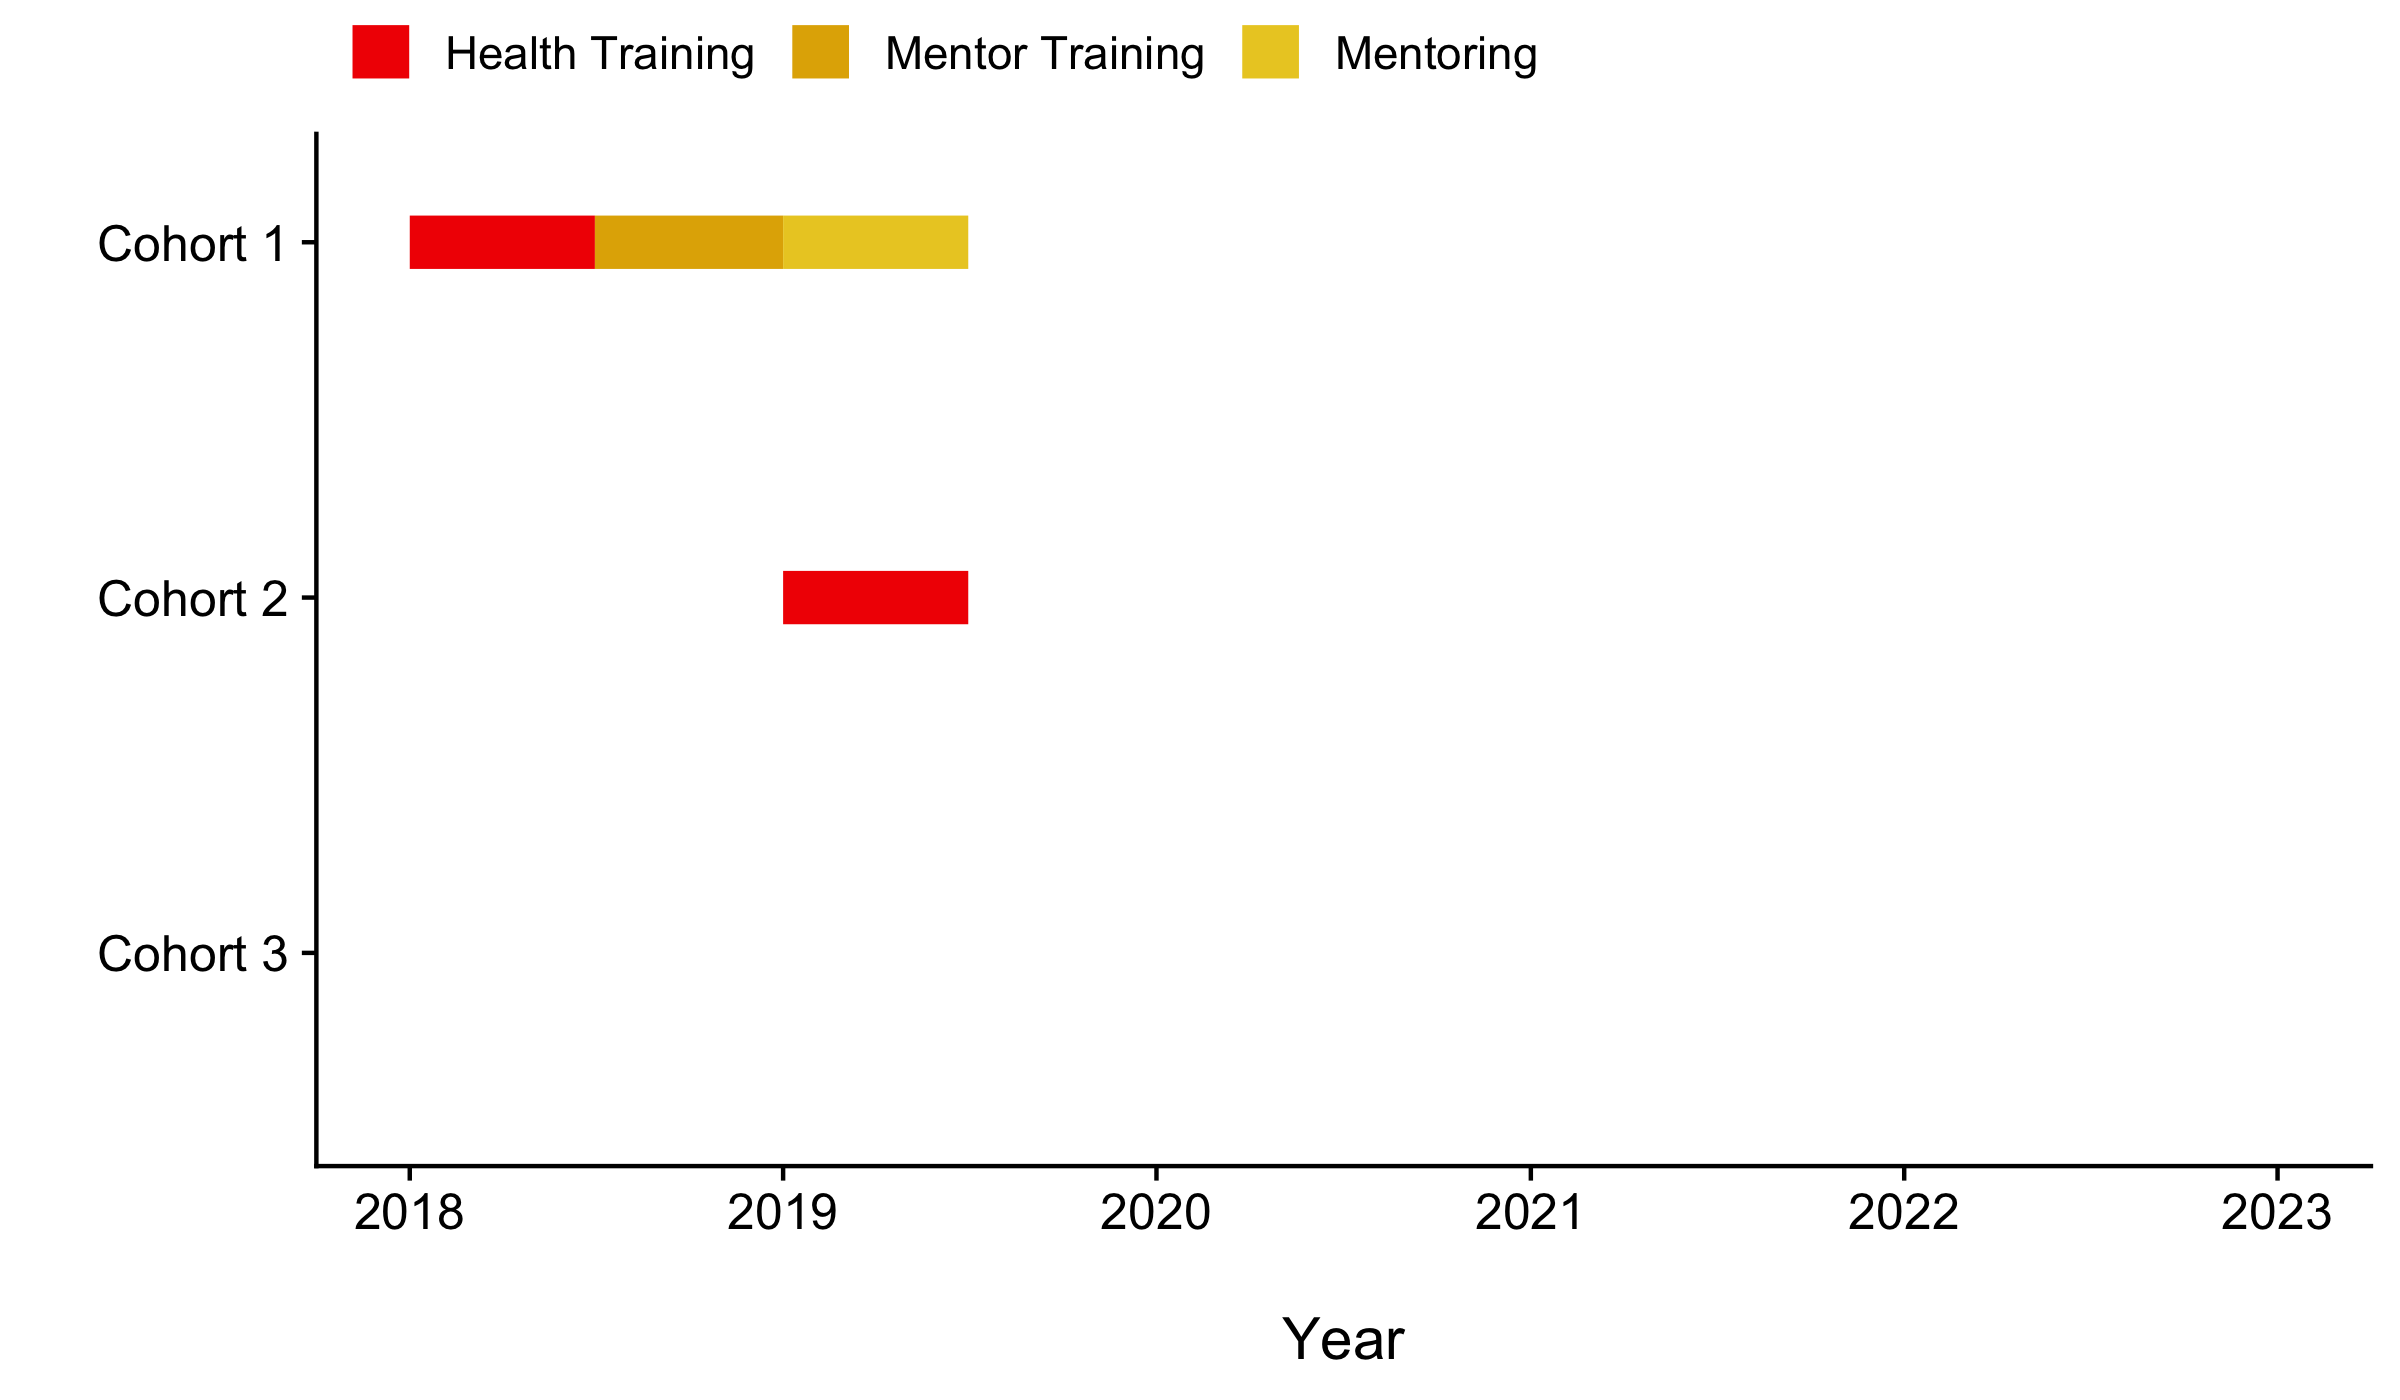 Health Training Mentor Training Mentoring
Cohort 1
Cohort 2
Cohort 3
2018 2019 2020 2021 2022 2023
Year